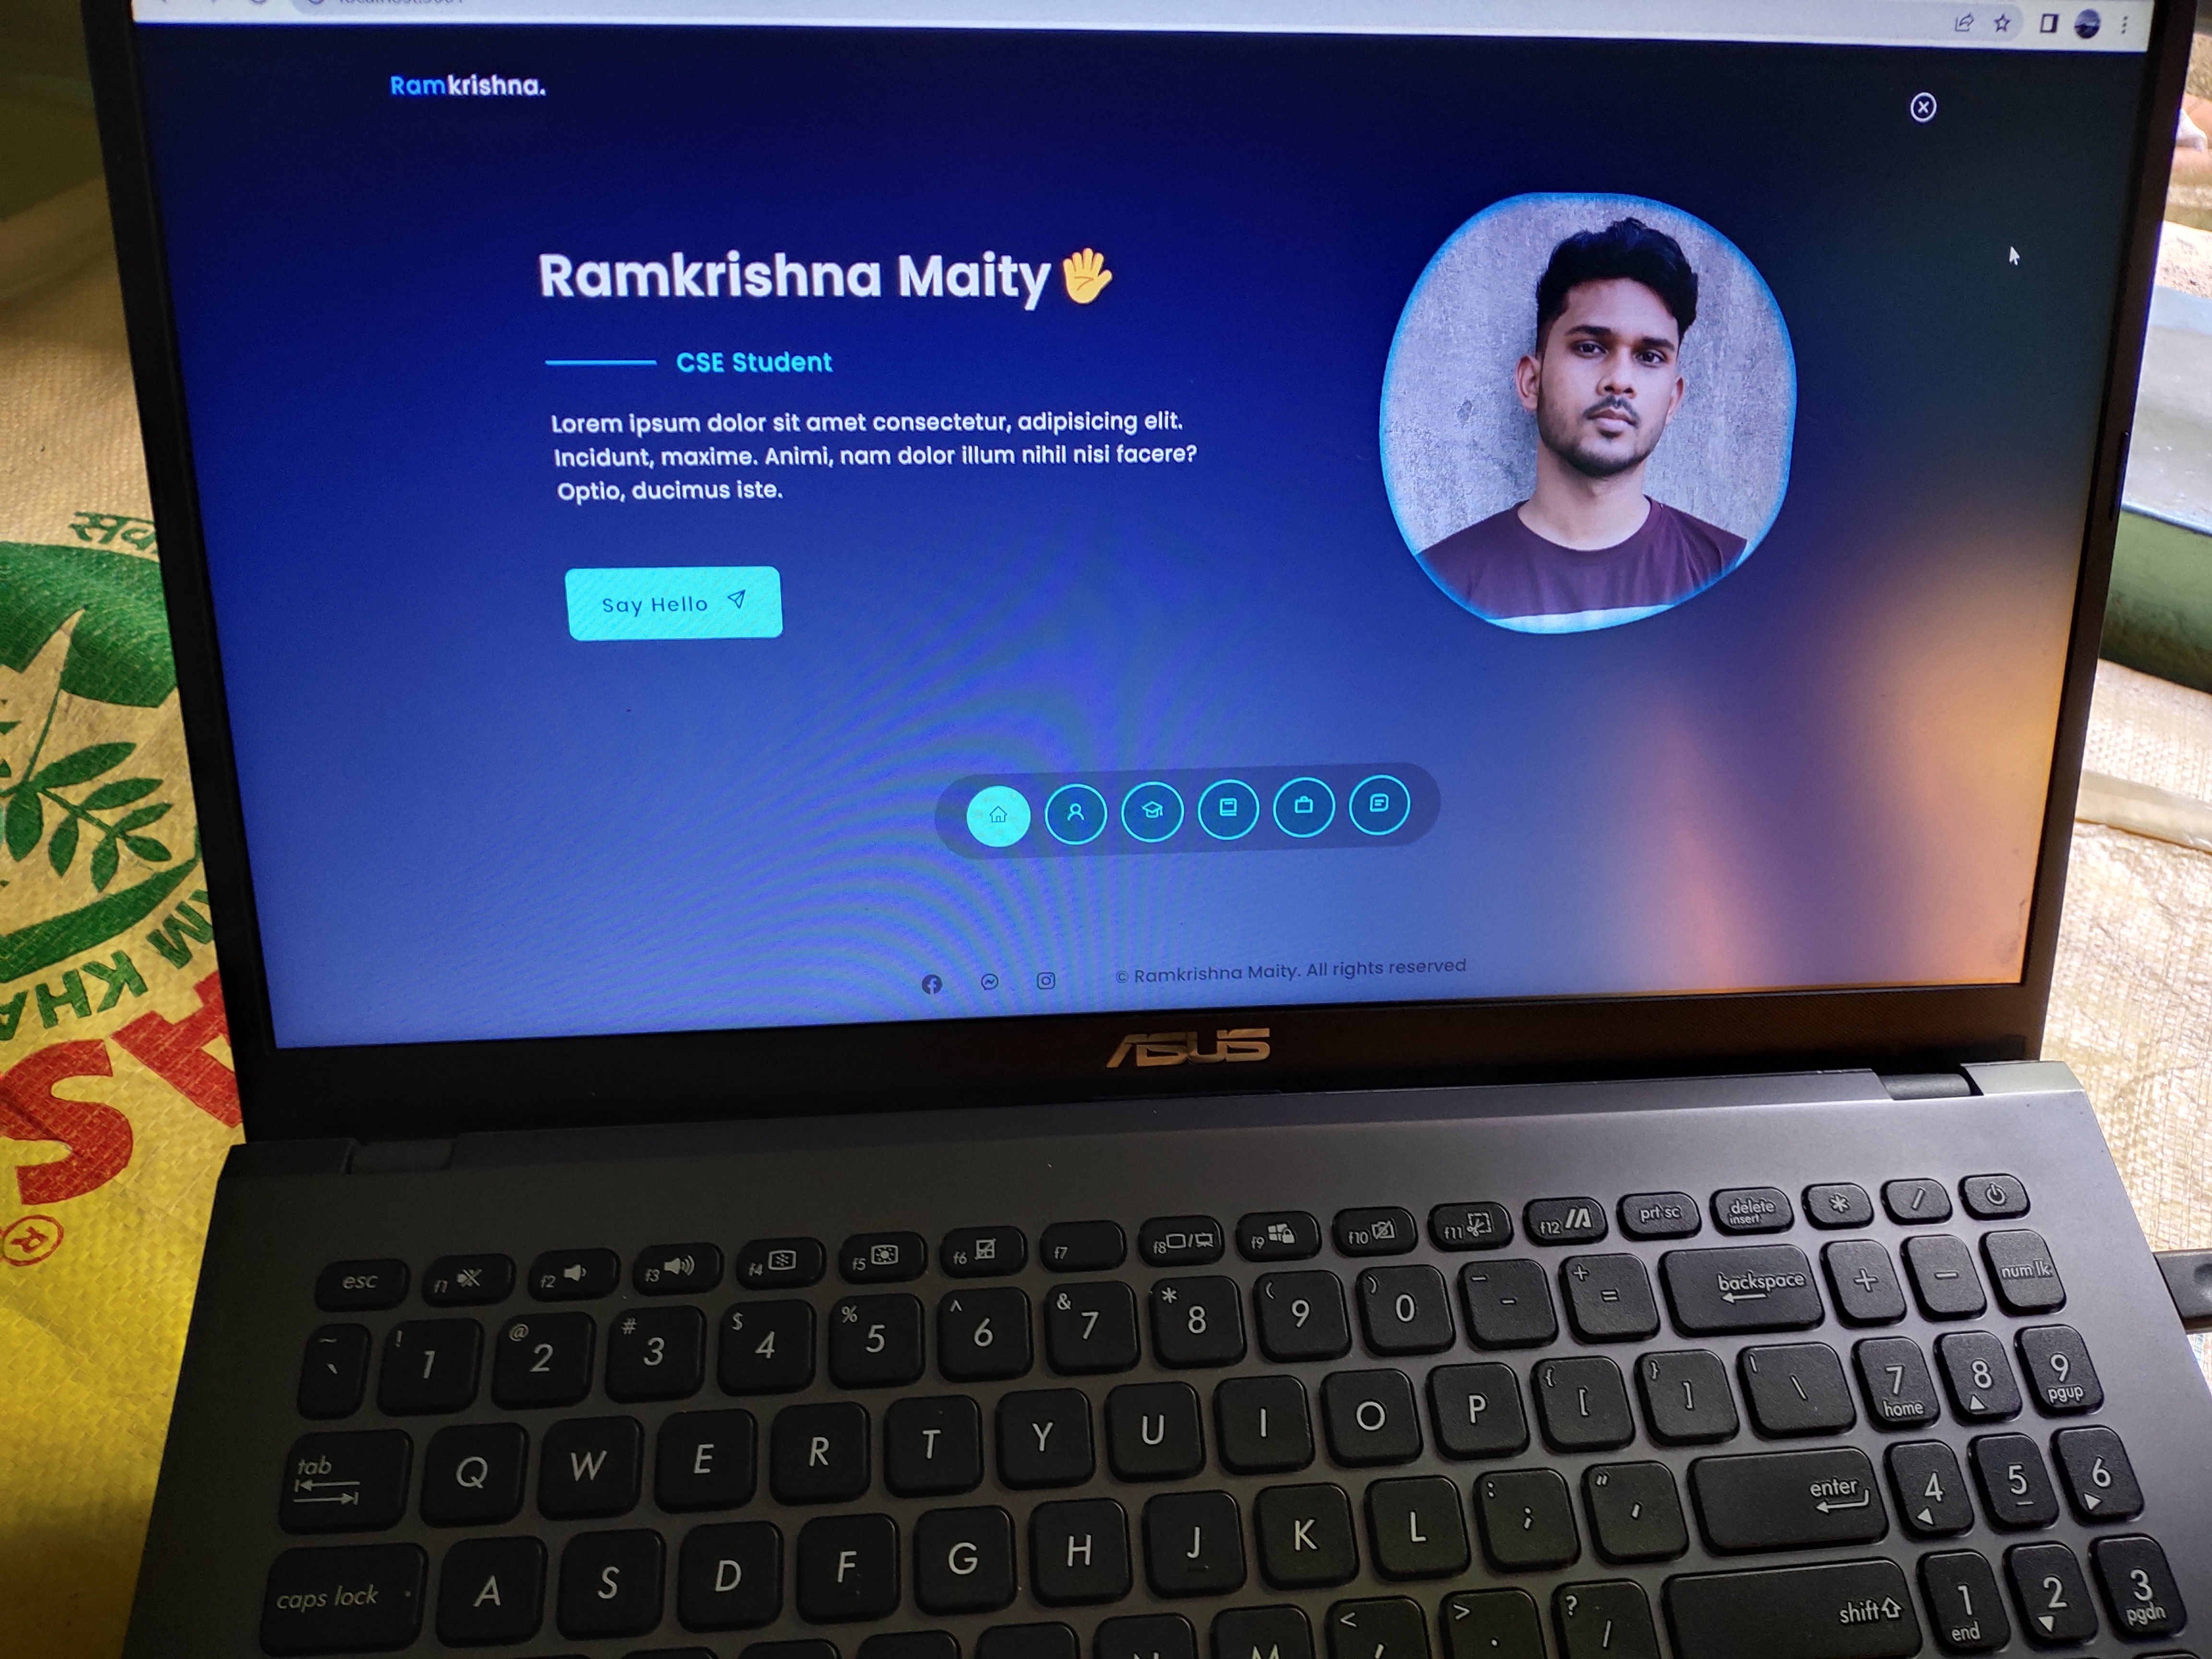 Ramkrishna.
Ramkrishna Maity
CSE Student
Lorem ipsum dolor sit amet consectetur, adipisicing elit.
Incidunt, maxime. Animi, nam dolor illum nihil nisi facere?
Optio, ducimus iste.
Say Hello
© Ramkrishna Maity. All rights reserved
ASUS
esc f1 f2 f3 f4 f5 f6 f7 f8 f9 f10 f11 f12 prt sc delete insert * /
~ ` ! 1 @ 2 # 3 $ 4 % 5 ^ 6 & 7 * 8 ( 9 ) 0 _ - + = backspace + - num lk
tab Q W E R T Y U I O P { [ } ] | \ 7 home 8 9 pgup
caps lock A S D F G H J K L : ; " ' enter 4 5 6
N M < , > . ? / shift 1 end 2 3 pgdn
®